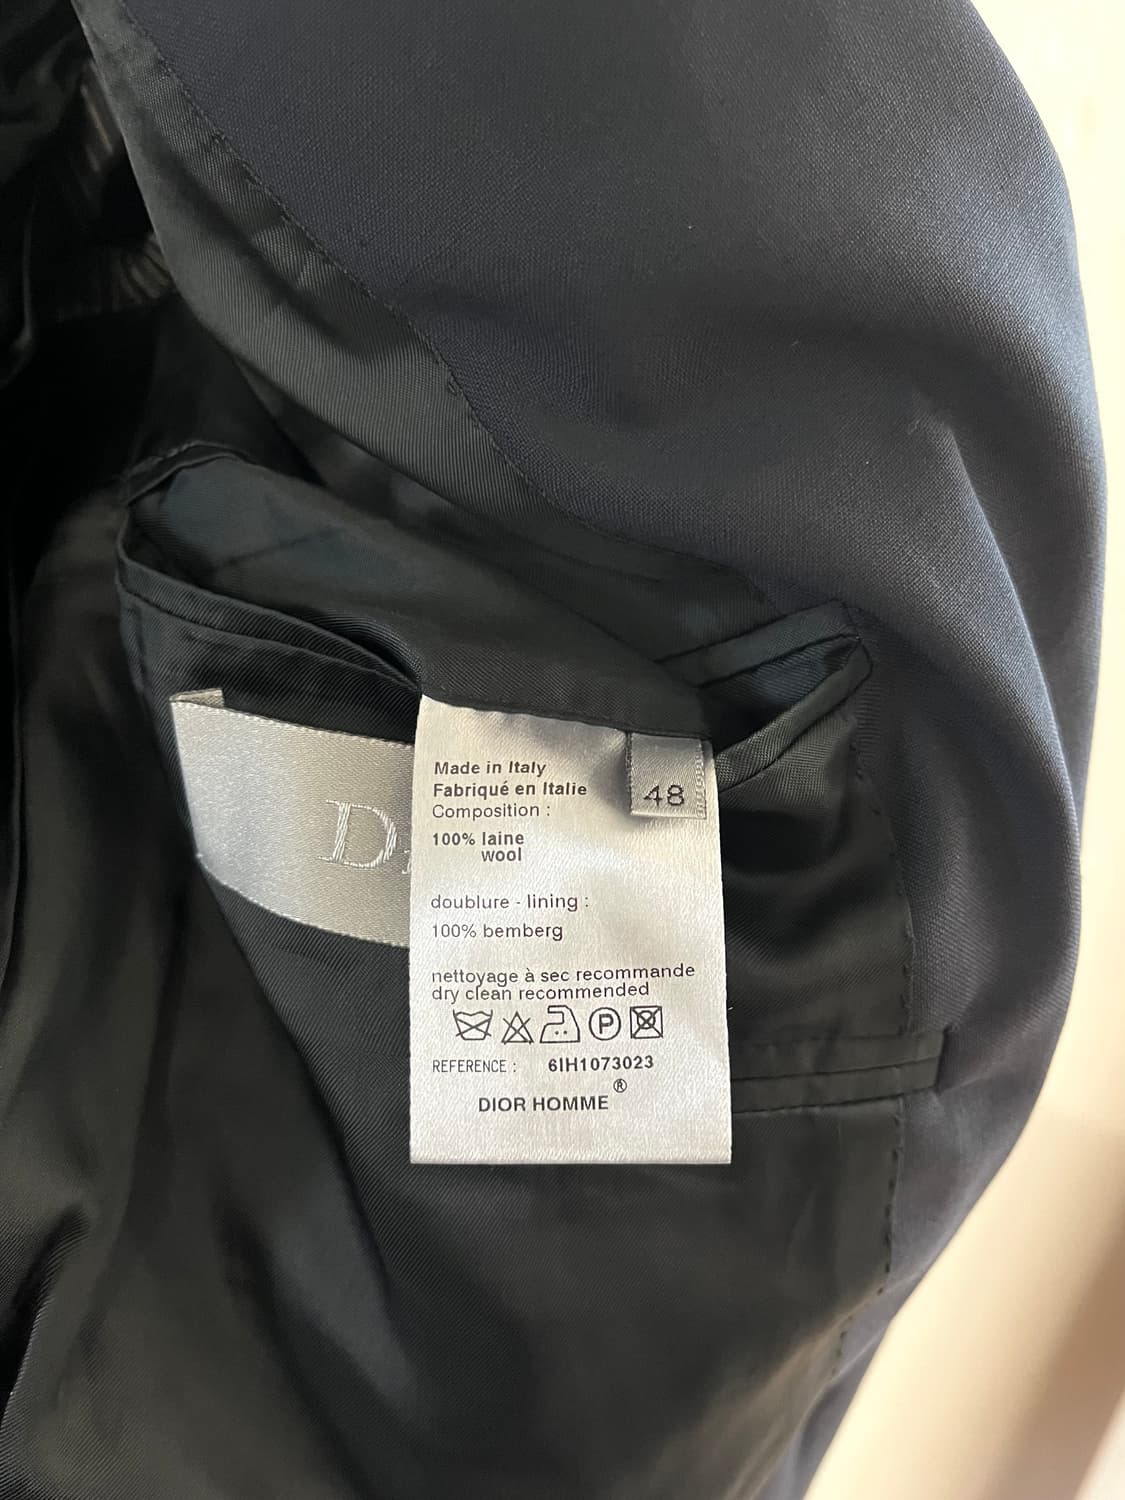 Made in Italy
Fabriqué en Italie
Composition :
48
100% laine
wool
doublure - lining :
100% bemberg
nettoyage à sec recommande
dry clean recommended
P
REFERENCE : 6IH1073023
®
DIOR HOMME